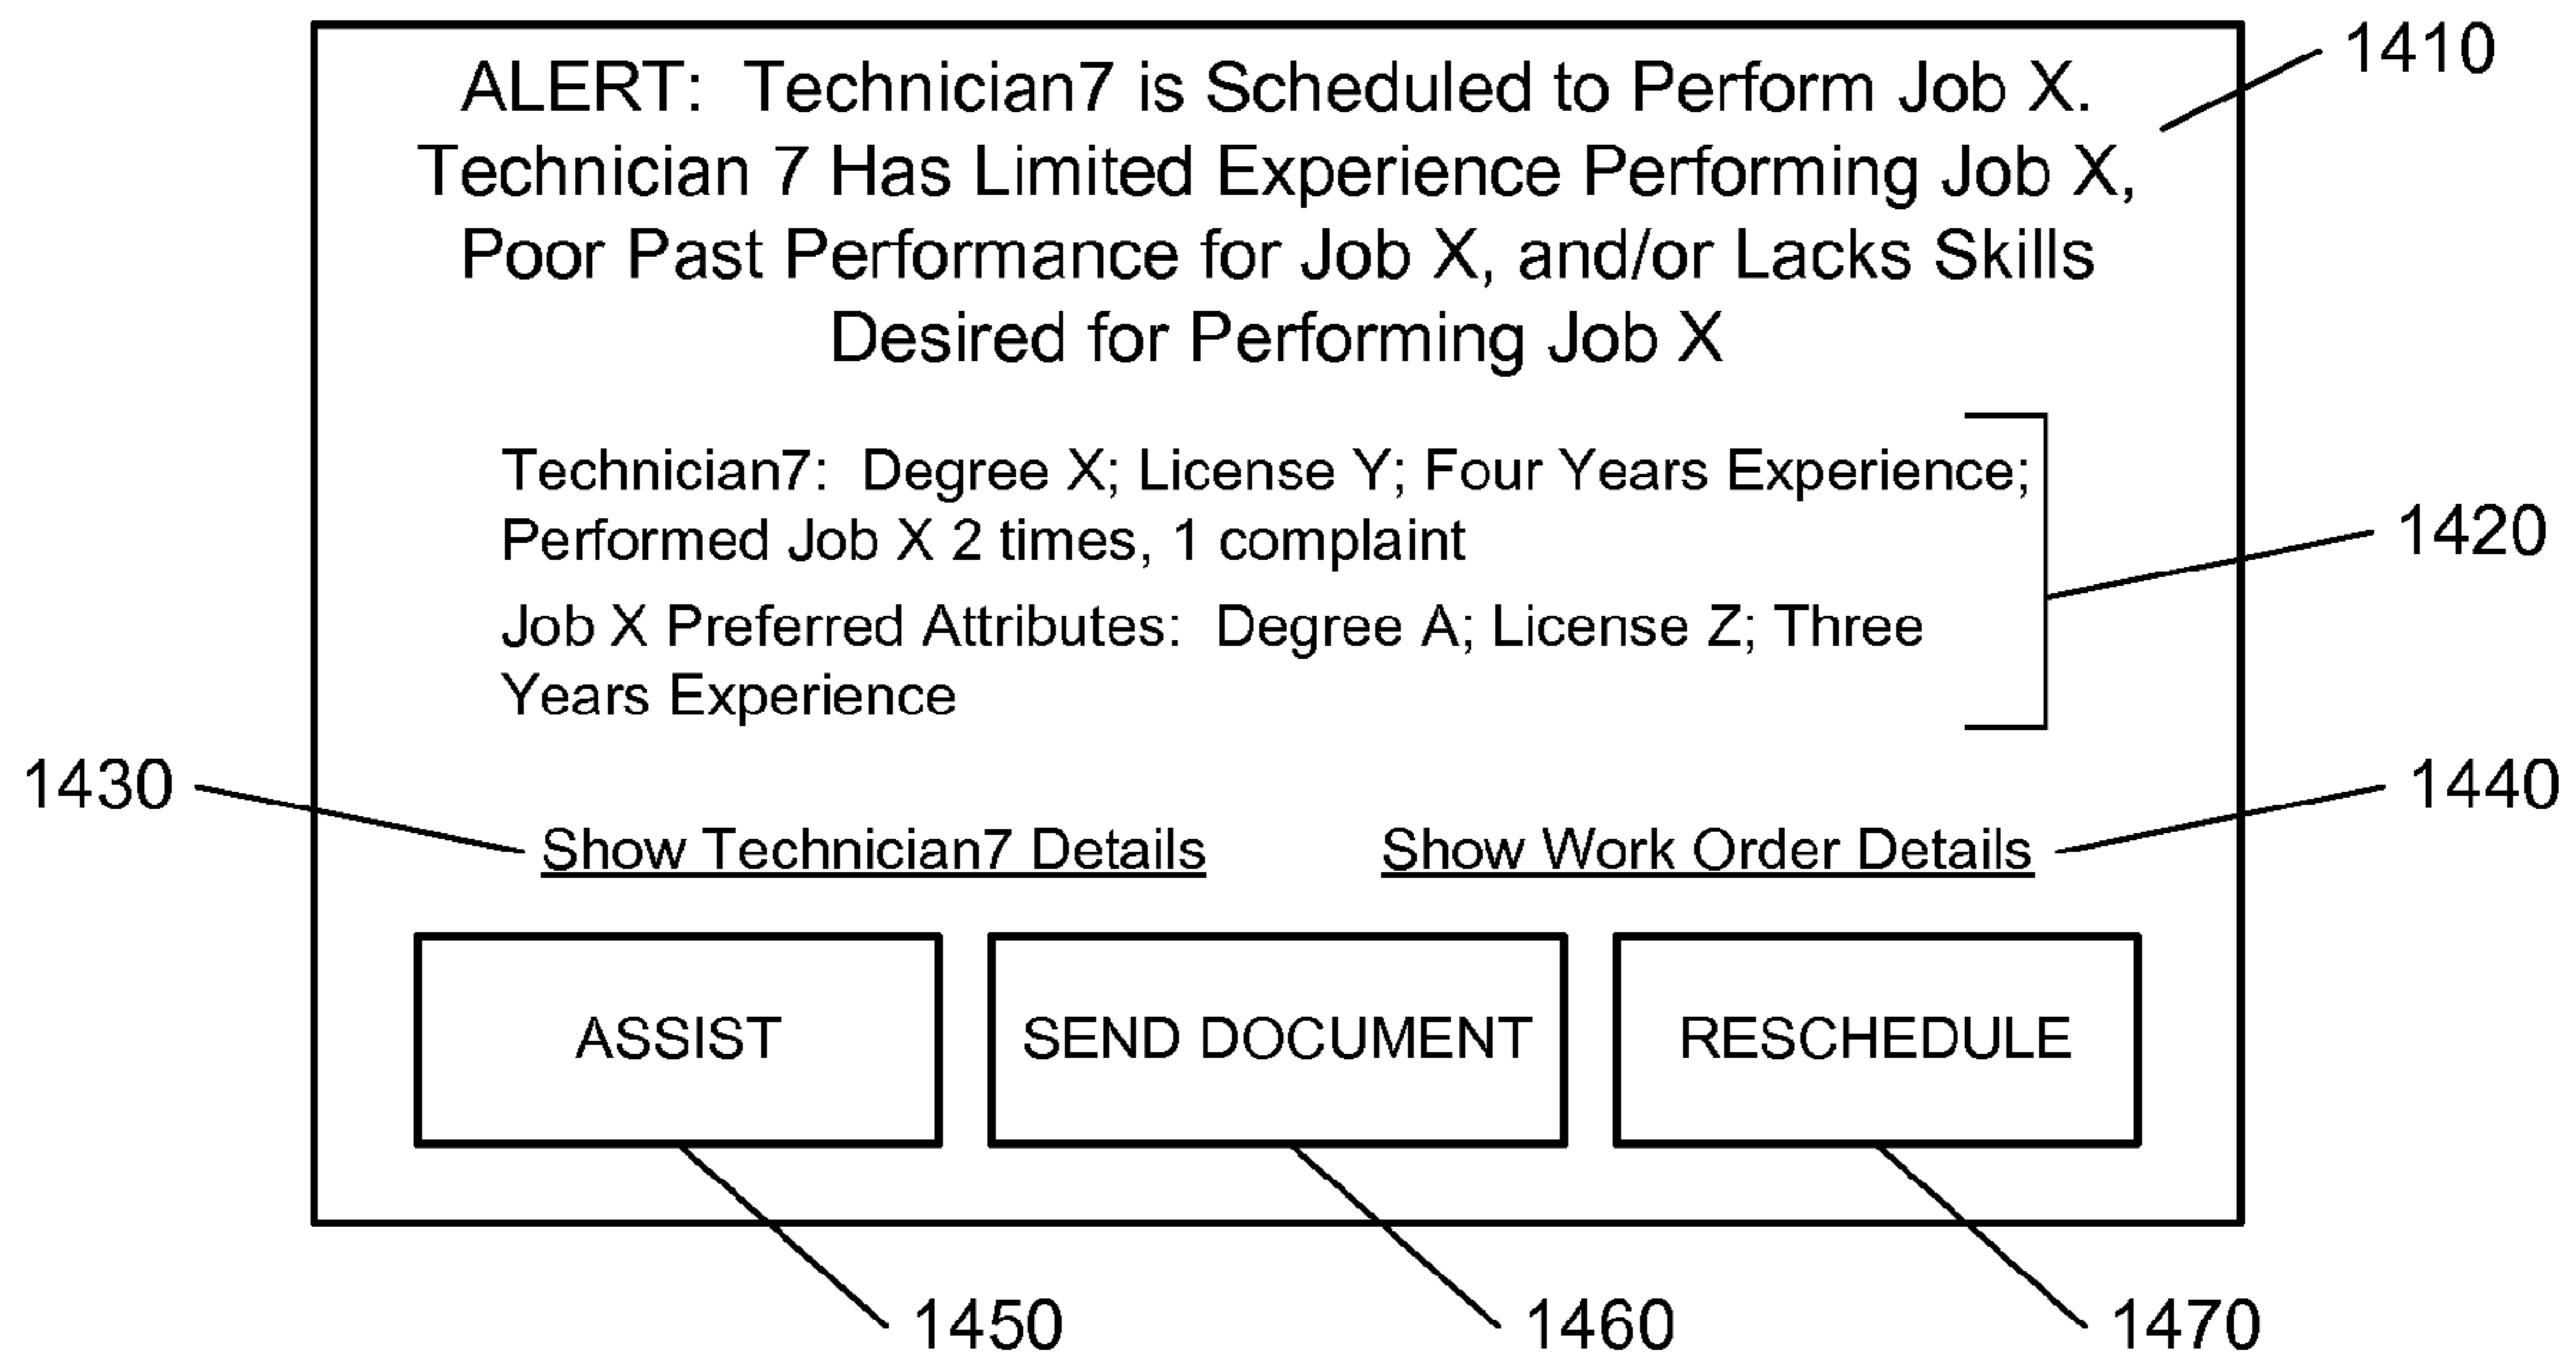 1410
ALERT: Technician7 is Scheduled to Perform Job X.
Technician 7 Has Limited Experience Performing Job X,
Poor Past Performance for Job X, and/or Lacks Skills
Desired for Performing Job X
Technician7: Degree X; License Y; Four Years Experience;
Performed Job X 2 times, 1 complaint
1420
Job X Preferred Attributes: Degree A; License Z; Three
Years Experience
1430
1440
Show Technician7 Details
Show Work Order Details
ASSIST
SEND DOCUMENT
RESCHEDULE
1450
1460
1470